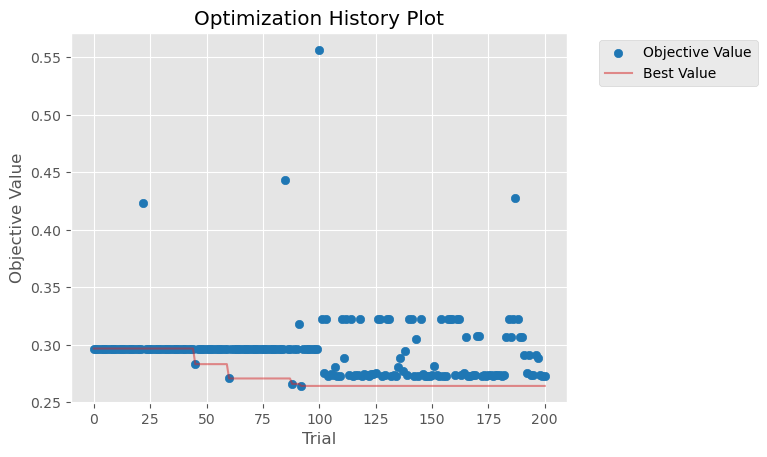 Optimization History Plot
Objective Value
Best Value
Objective Value
0.55
0.50
0.45
0.40
0.35
0.30
0.25
0 25 50 75 100 125 150 175 200
Trial